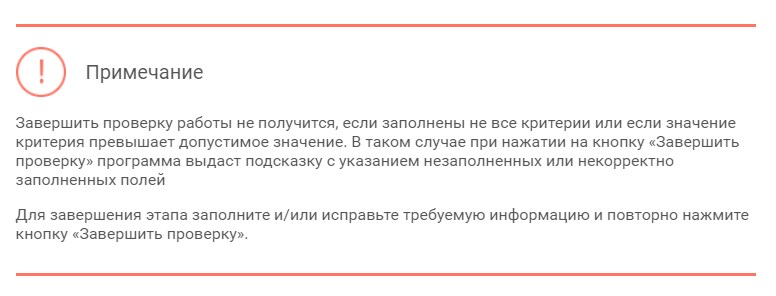 Примечание
Завершить проверку работы не получится, если заполнены не все критерии или если значение
критерия превышает допустимое значение. В таком случае при нажатии на кнопку «Завершить
проверку» программа выдаст подсказку с указанием незаполненных или некорректно
заполненных полей
Для завершения этапа заполните и/или исправьте требуемую информацию и повторно нажмите
кнопку «Завершить проверку».